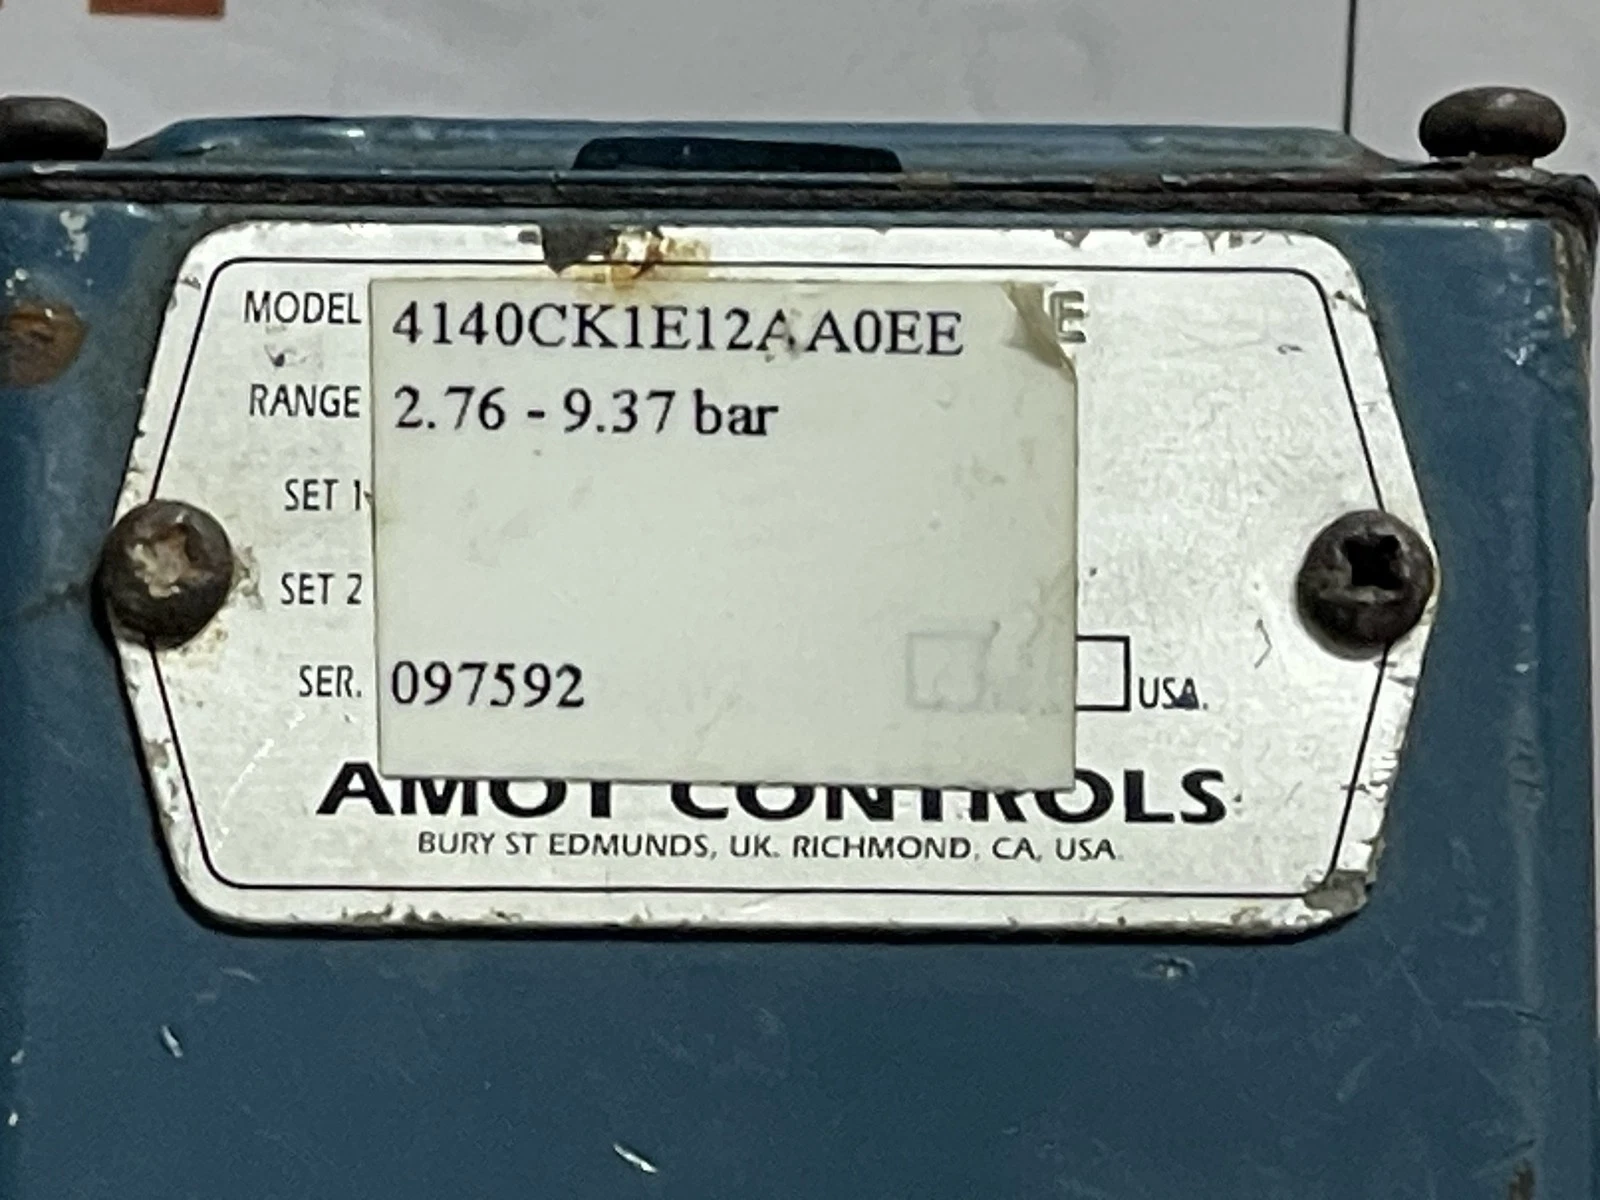 MODEL 4140CK1E12AA0EE E
RANGE 2.76 - 9.37 bar
SET 1
SET 2
SER. 097592 USA.
AMOT CONTROLS
BURY ST EDMUNDS, UK. RICHMOND, CA, USA.